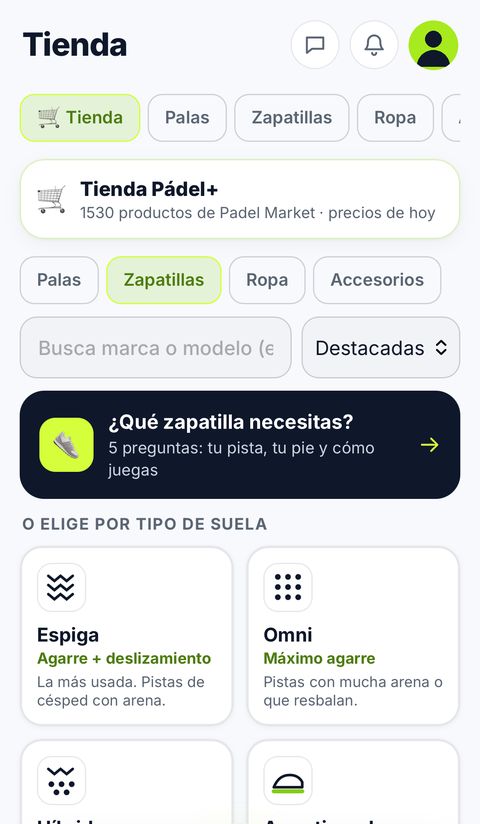 Tienda
Tienda
Palas
Zapatillas
Ropa
Tienda Pádel+
1530 productos de Padel Market · precios de hoy
Palas
Zapatillas
Ropa
Accesorios
Busca marca o modelo (e
Destacadas
¿Qué zapatilla necesitas?
5 preguntas: tu pista, tu pie y cómo
juegas
O ELIGE POR TIPO DE SUELA
Espiga
Agarre + deslizamiento
La más usada. Pistas de
césped con arena.
Omni
Máximo agarre
Pistas con mucha arena o
que resbalan.